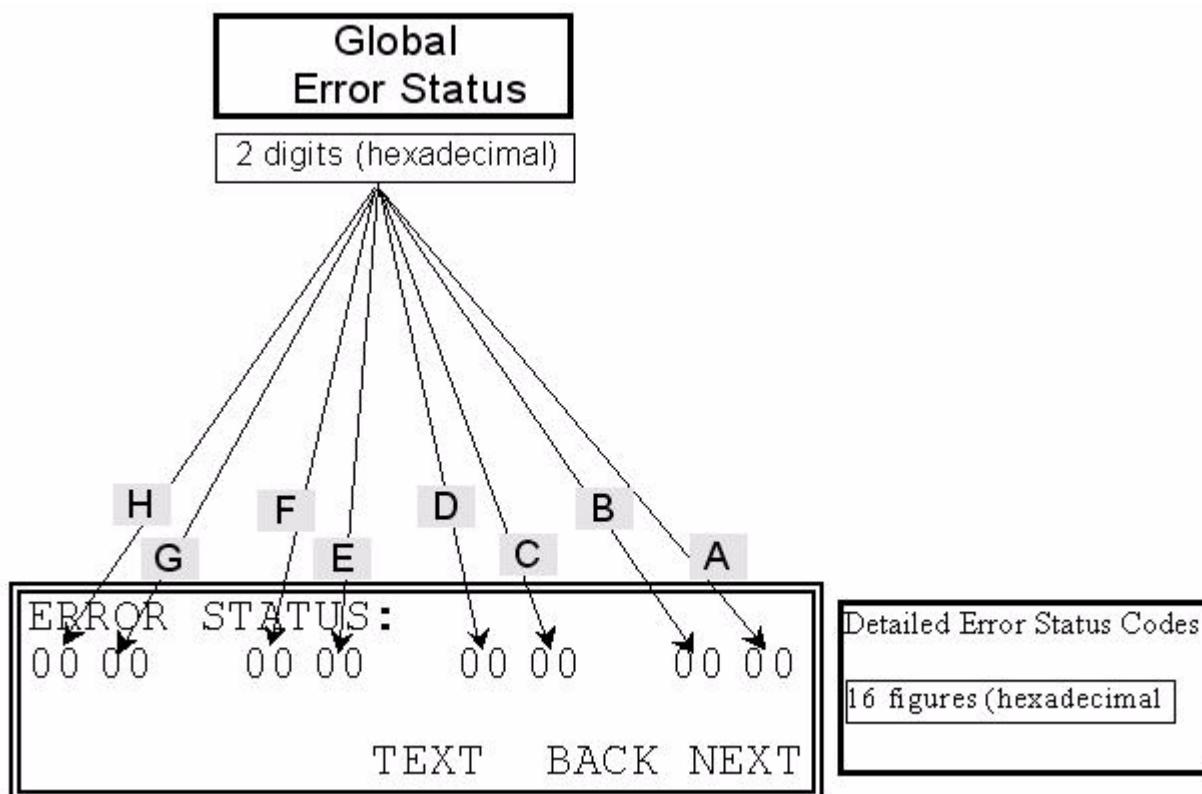 Global
Error Status
2 digits (hexadecimal)
H
F
D
B
G
E
C
A
ERROR STATUS:
00 00 00 00 00 00 00 00
TEXT BACK NEXT
Detailed Error Status Codes
16 figures (hexadecimal